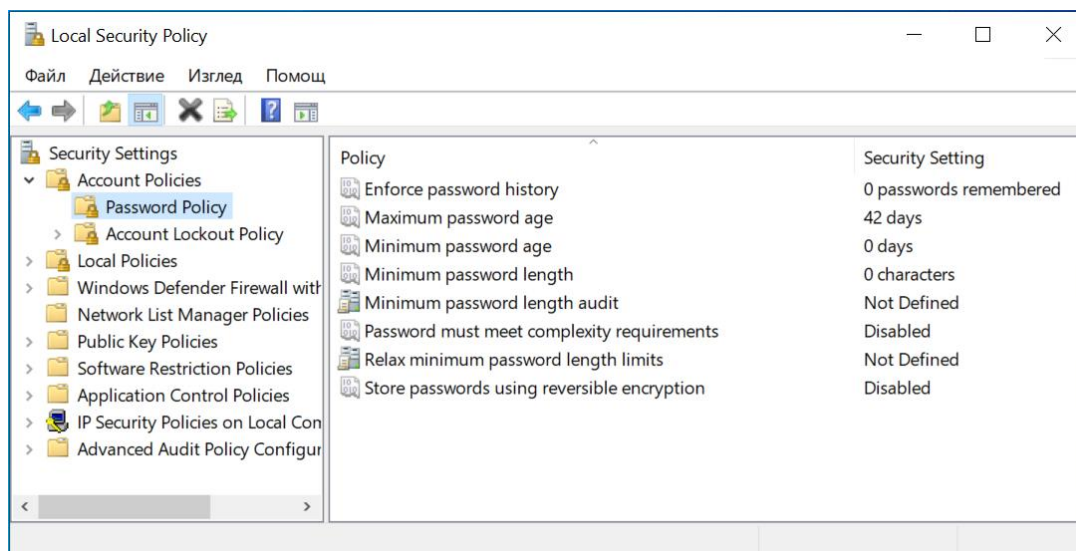 Local Security Policy
Файл Действие Изглед Помощ
Security Settings
Account Policies
Password Policy
Account Lockout Policy
Local Policies
Windows Defender Firewall with
Network List Manager Policies
Public Key Policies
Software Restriction Policies
Application Control Policies
IP Security Policies on Local Com
Advanced Audit Policy Configur
Policy Security Setting
Enforce password history 0 passwords remembered
Maximum password age 42 days
Minimum password age 0 days
Minimum password length 0 characters
Minimum password length audit Not Defined
Password must meet complexity requirements Disabled
Relax minimum password length limits Not Defined
Store passwords using reversible encryption Disabled